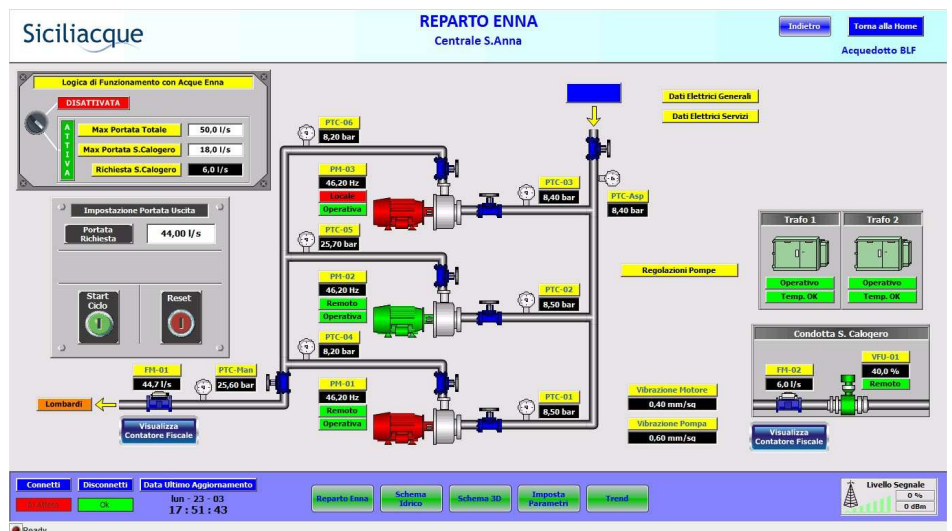 Siciliacque
REPARTO ENNA
Centrale S.Anna
Indietro
Torna alla Home
Acquedotto BLF
Logica di Funzionamento con Acque Enna
DISATTIVATA
ATTIVA
Max Portata Totale 50,0 l/s
Max Portata S.Calogero 18,0 l/s
Richiesta S.Calogero 6,0 l/s
Impostazione Portata Uscita
Portata Richiesta 44,00 l/s
Start Ciclo
Reset
PTC-06
8,20 bar
PM-03
46,20 Hz
Locale
Operativa
PTC-05
25,70 bar
PM-02
46,20 Hz
Remoto
Operativa
PTC-04
8,20 bar
PM-01
46,20 Hz
Remoto
Operativa
PTC-03
8,40 bar
PTC-02
8,50 bar
PTC-01
8,50 bar
PTC-Asp
8,40 bar
Dati Elettrici Generali
Dati Elettrici Servizi
Regolazioni Pompe
Vibrazione Motore
0,40 mm/sq
Vibrazione Pompa
0,60 mm/sq
Trafo 1
Operativo
Temp. OK
Trafo 2
Operativo
Temp. OK
Condotta S. Calogero
FM-02
6,0 l/s
VFU-01
40,0 %
Remoto
Visualizza
Contatore Fiscale
FM-01
44,7 l/s
PTC-Man
25,60 bar
Lombardi
Visualizza
Contatore Fiscale
Connetti
Disconnetti
Ok
Data Ultimo Aggiornamento
lun - 23 - 03
17 : 51 : 43
Reparto Enna
Schema Idrico
Schema 3D
Imposta Parametri
Trend
Livello Segnale
0 %
0 dBm
Ready